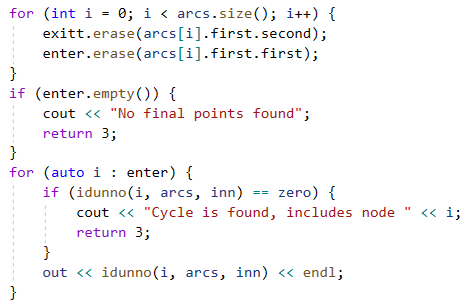 for (int i = 0; i < arcs.size(); i++) {
    exitt.erase(arcs[i].first.second);
    enter.erase(arcs[i].first.first);
}
if (enter.empty()) {
    cout << "No final points found";
    return 3;
}
for (auto i : enter) {
    if (idunno(i, arcs, inn) == zero) {
        cout << "Cycle is found, includes node " << i;
        return 3;
    }
    out << idunno(i, arcs, inn) << endl;
}